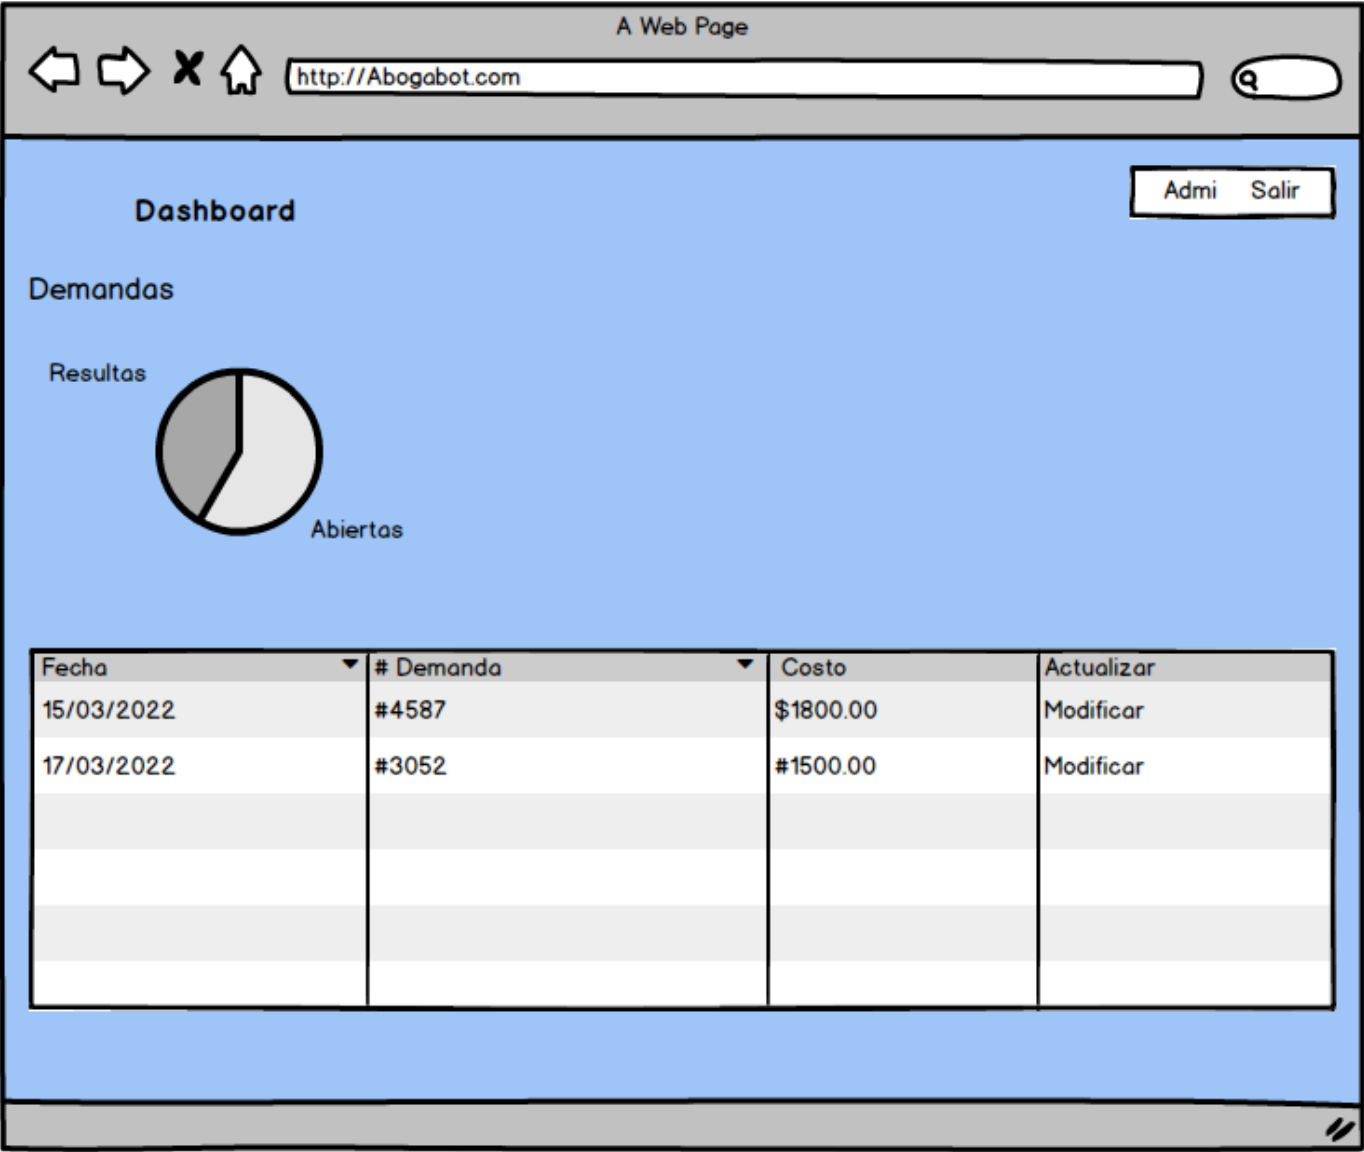 A Web Page
http://Abogabot.com
Admi Salir
Dashboard
Demandas
Resultas
Abiertas
Fecha # Demanda Costo Actualizar
15/03/2022 #4587 $1800.00 Modificar
17/03/2022 #3052 #1500.00 Modificar